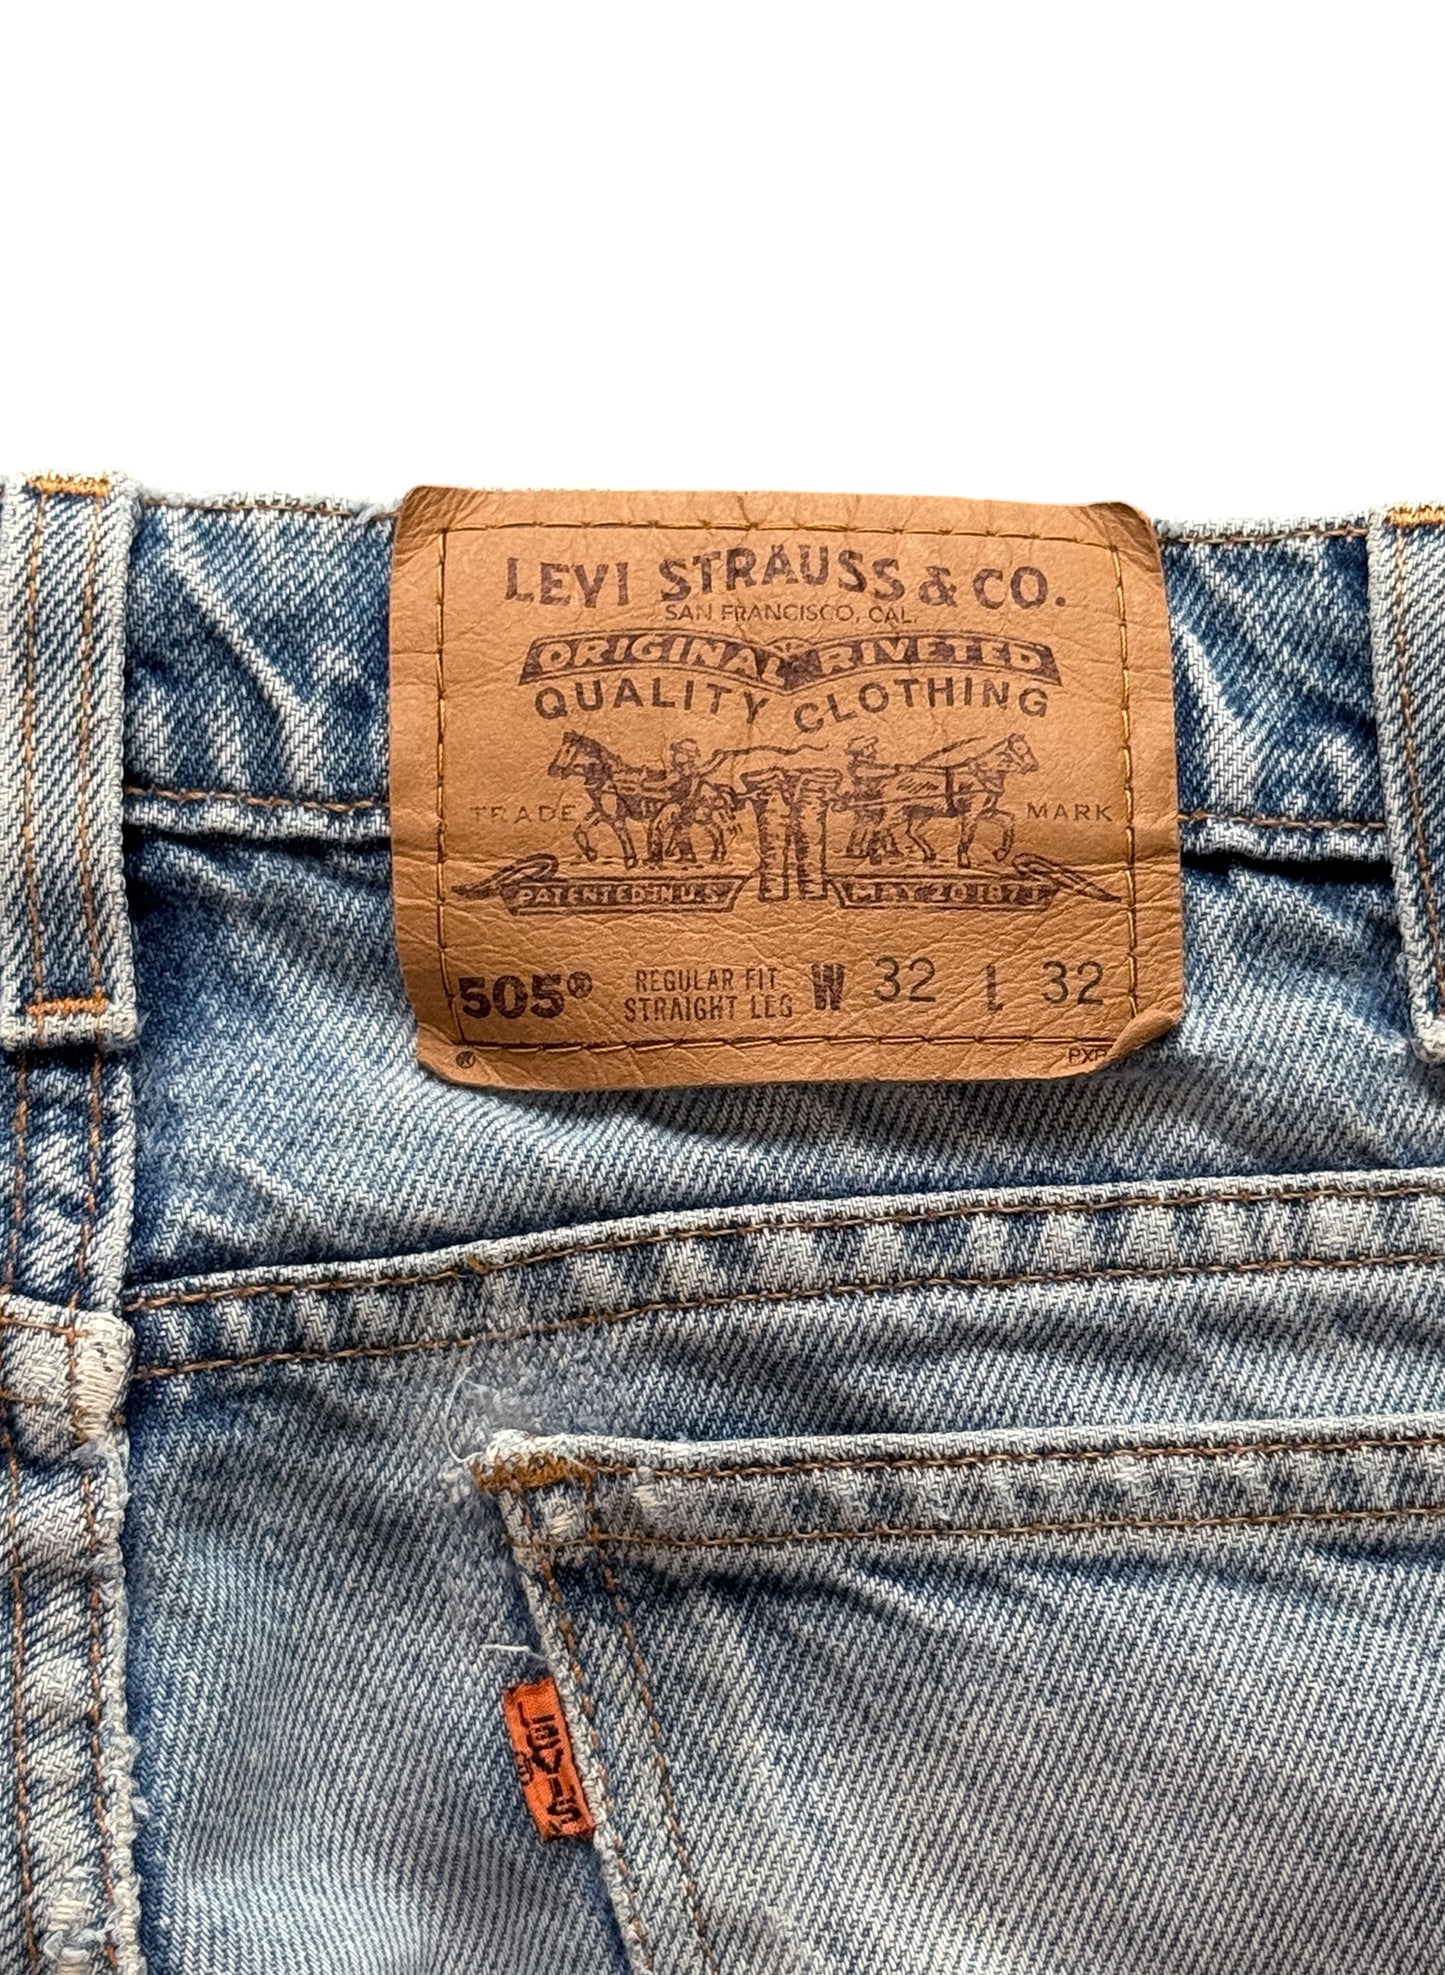 LEVI STRAUSS & CO.
SAN FRANCISCO, CAL.
ORIGINAL RIVETED
QUALITY CLOTHING
TRADE MARK
PATENTED IN U.S. MAY 20 1873
505® REGULAR FIT
STRAIGHT LEG W 32 L 32
®
LEVI'S
®